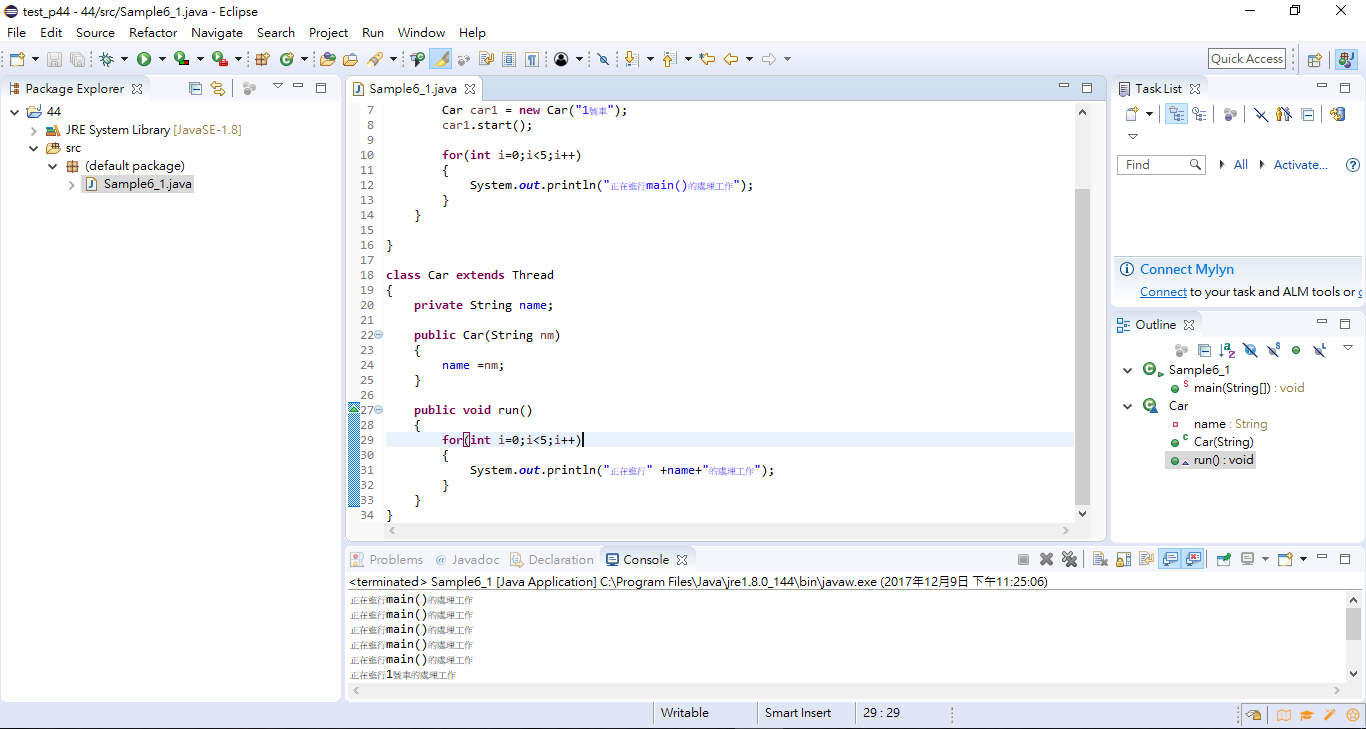 test_p44 - 44/src/Sample6_1.java - Eclipse
File Edit Source Refactor Navigate Search Project Run Window Help
Quick Access
Package Explorer
44
JRE System Library [JavaSE-1.8]
src
(default package)
Sample6_1.java
Sample6_1.java
7 Car car1 = new Car("1號車");
8 car1.start();
9
10 for(int i=0;i<5;i++)
11 {
12 System.out.println("正在進行main()的處理工作");
13 }
14 }
15
16 }
17
18 class Car extends Thread
19 {
20 private String name;
21
22 public Car(String nm)
23 {
24 name =nm;
25 }
26
27 public void run()
28 {
29 for(int i=0;i<5;i++)
30 {
31 System.out.println("正在進行" +name+"的處理工作");
32 }
33 }
34 }
Task List
Find
All
Activate...
Connect Mylyn
Connect to your task and ALM tools or
Outline
Sample6_1
main(String[]) : void
Car
name : String
Car(String)
run() : void
Problems Javadoc Declaration Console
<terminated> Sample6_1 [Java Application] C:\Program Files\Java\jre1.8.0_144\bin\javaw.exe (2017年12月9日 下午11:25:06)
正在進行main()的處理工作
正在進行main()的處理工作
正在進行main()的處理工作
正在進行main()的處理工作
正在進行main()的處理工作
正在進行1號車的處理工作
Writable
Smart Insert
29 : 29